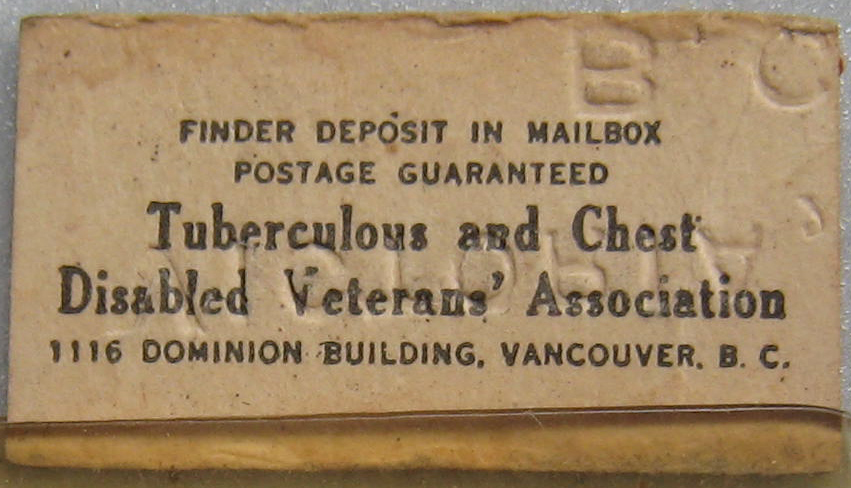 B C
FINDER DEPOSIT IN MAILBOX
POSTAGE GUARANTEED
Tuberculous and Chest
Disabled Veterans' Association
1116 DOMINION BUILDING, VANCOUVER, B. C.